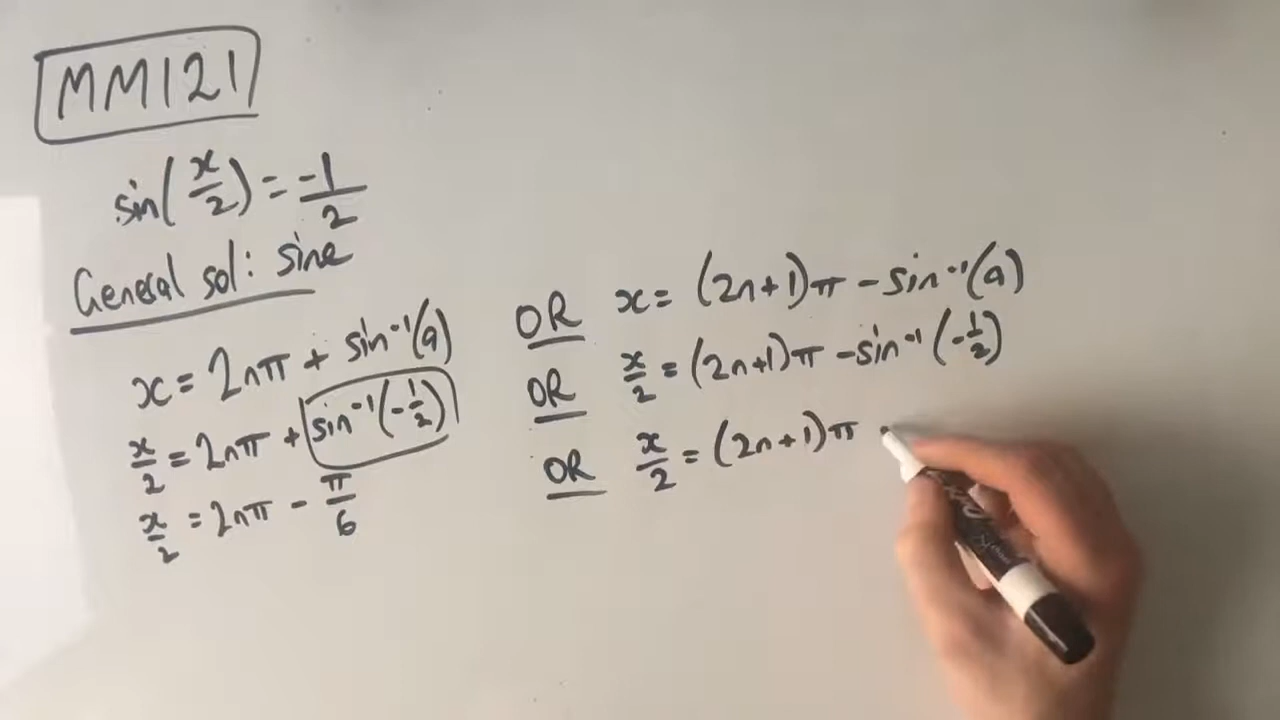 MM121
sin(x/2) = -1/2
General sol: sine
x = 2nπ + sin⁻¹(a) OR x = (2n+1)π - sin⁻¹(a)
x/2 = 2nπ + sin⁻¹(-1/2) OR x/2 = (2n+1)π - sin⁻¹(-1/2)
x/2 = 2nπ - π/6 OR x/2 = (2n+1)π